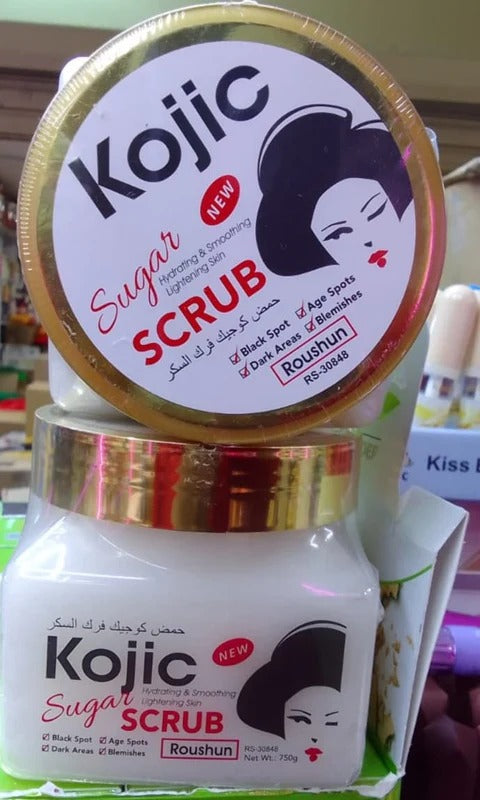 Kojic
NEW
Sugar
Hydrating & Smoothing
Lightening Skin
SCRUB
حمض كوجيك فرك السكر
Black Spot Age Spots
Dark Areas Blemishes
Roushun
RS-30848
حمض كوجيك فرك السكر
Kojic
NEW
Sugar
Hydrating & Smoothing
Lightening Skin
SCRUB
Black Spot Age Spots
Dark Areas Blemishes
Roushun
RS-30848
Net Wt.: 750g
Kiss